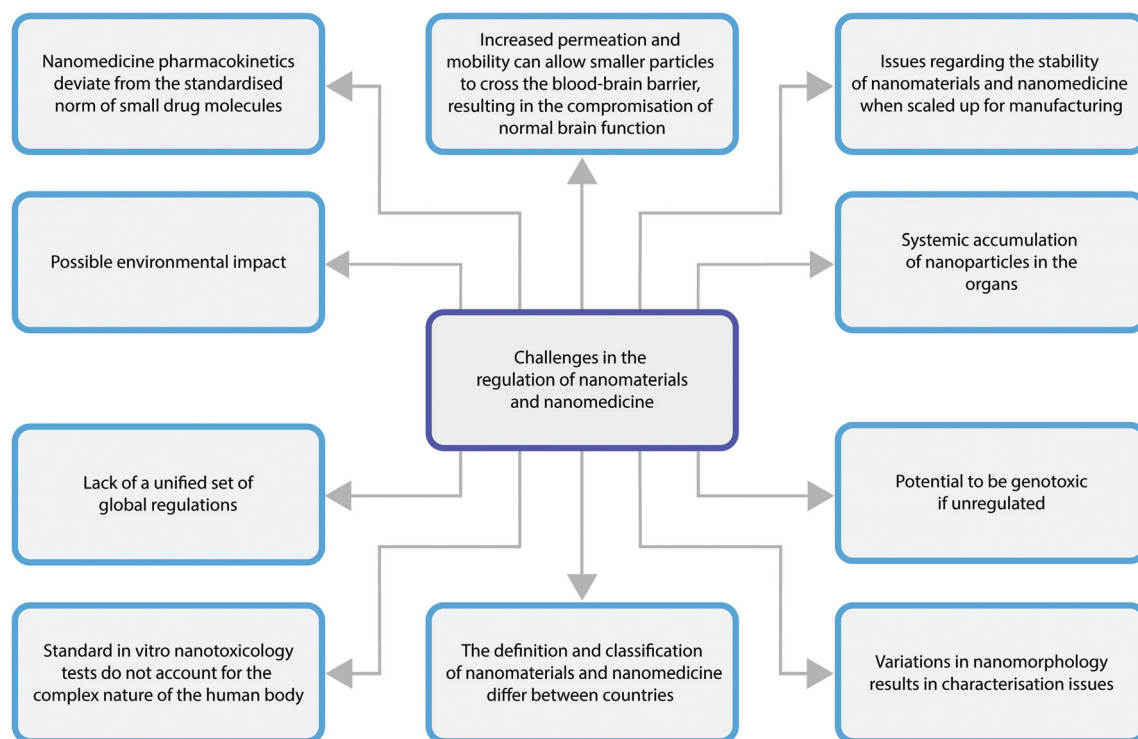 Nanomedicine pharmacokinetics
deviate from the standardised
norm of small drug molecules
Increased permeation and
mobility can allow smaller particles
to cross the blood-brain barrier,
resulting in the compromisation of
normal brain function
Issues regarding the stability
of nanomaterials and nanomedicine
when scaled up for manufacturing
Possible environmental impact
Systemic accumulation
of nanoparticles in the
organs
Challenges in the
regulation of nanomaterials
and nanomedicine
Lack of a unified set of
global regulations
Potential to be genotoxic
if unregulated
Standard in vitro nanotoxicology
tests do not account for the
complex nature of the human body
The definition and classification
of nanomaterials and nanomedicine
differ between countries
Variations in nanomorphology
results in characterisation issues